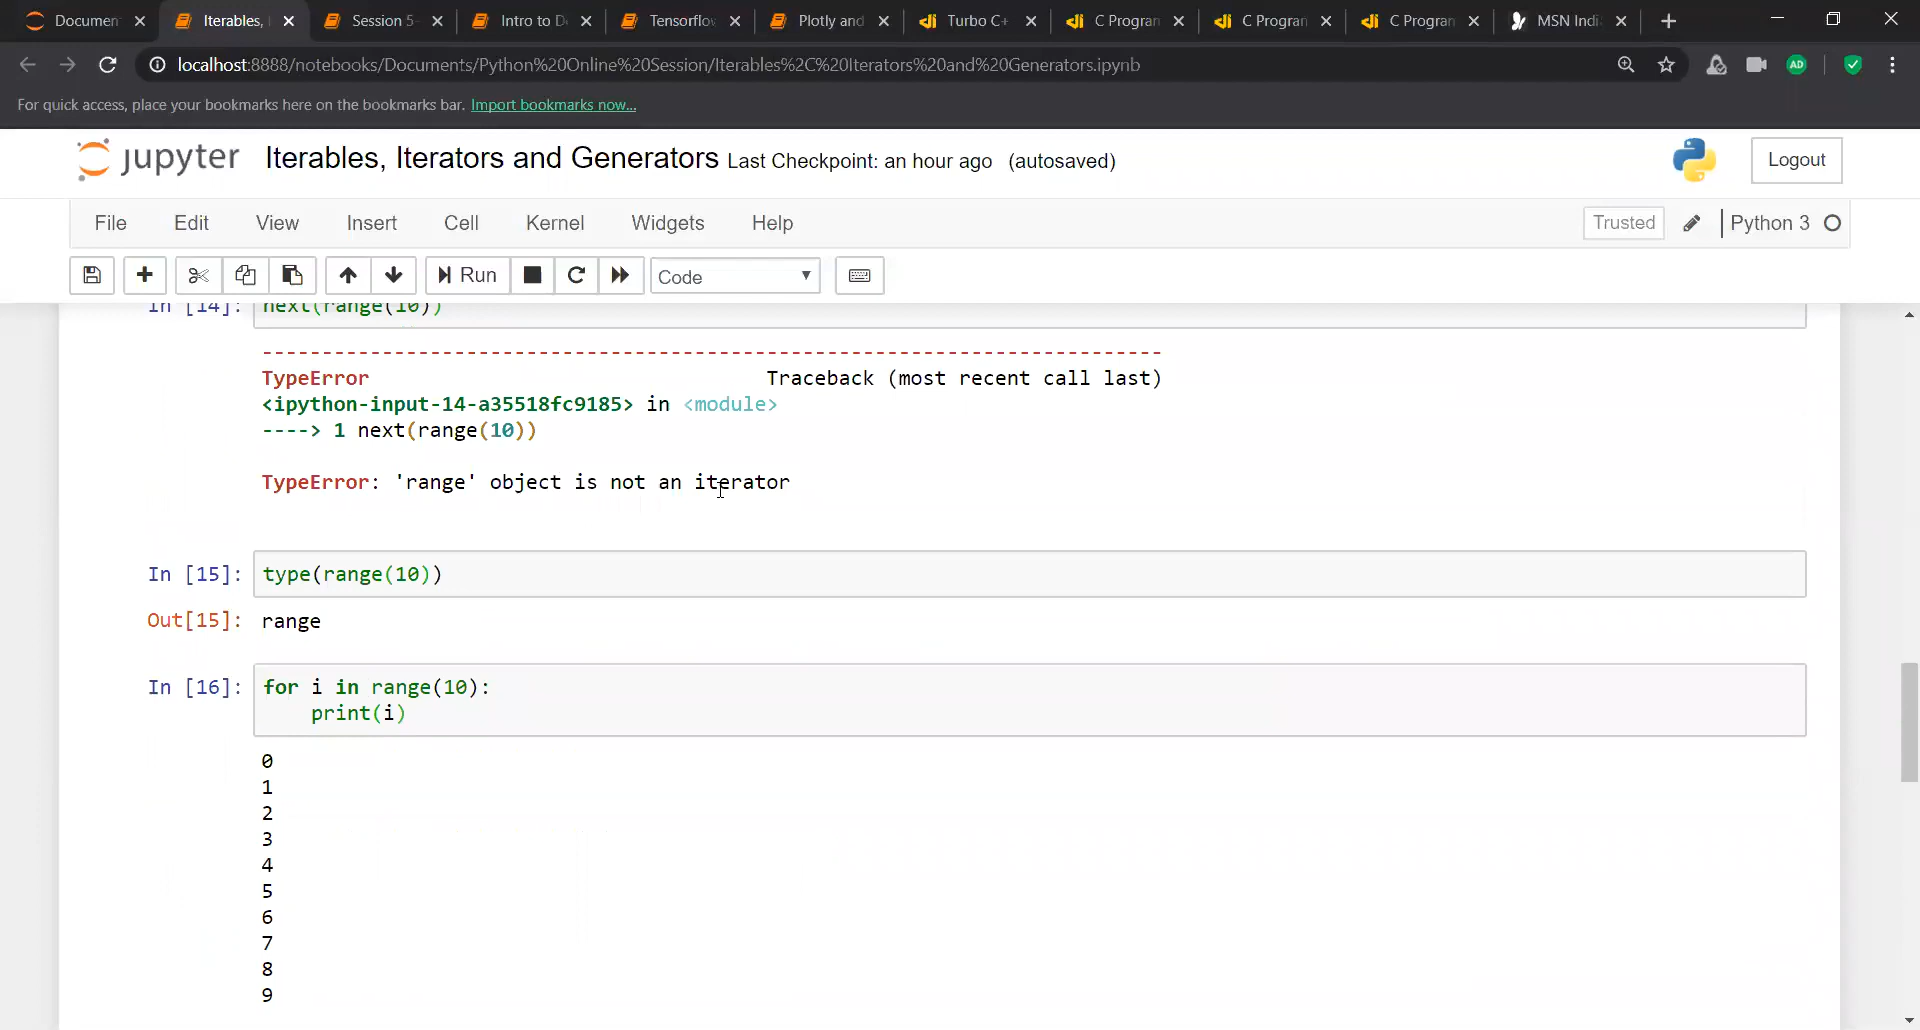 Documen
Iterables,
Session 5-
Intro to D
Tensorflo
Plotly and
Turbo C+
C Program
C Program
C Program
MSN Indi
localhost:8888/notebooks/Documents/Python%20Online%20Session/Iterables%2C%20Iterators%20and%20Generators.ipynb
AD
For quick access, place your bookmarks here on the bookmarks bar. Import bookmarks now...
jupyter Iterables, Iterators and Generators Last Checkpoint: an hour ago (autosaved)
Logout
File Edit View Insert Cell Kernel Widgets Help
Trusted Python 3
Run Code
In [14]: next(range(10))
---------------------------------------------------------------------------
TypeError Traceback (most recent call last)
<ipython-input-14-a35518fc9185> in <module>
----> 1 next(range(10))
TypeError: 'range' object is not an iterator
In [15]: type(range(10))
Out[15]: range
In [16]: for i in range(10):
print(i)
0
1
2
3
4
5
6
7
8
9